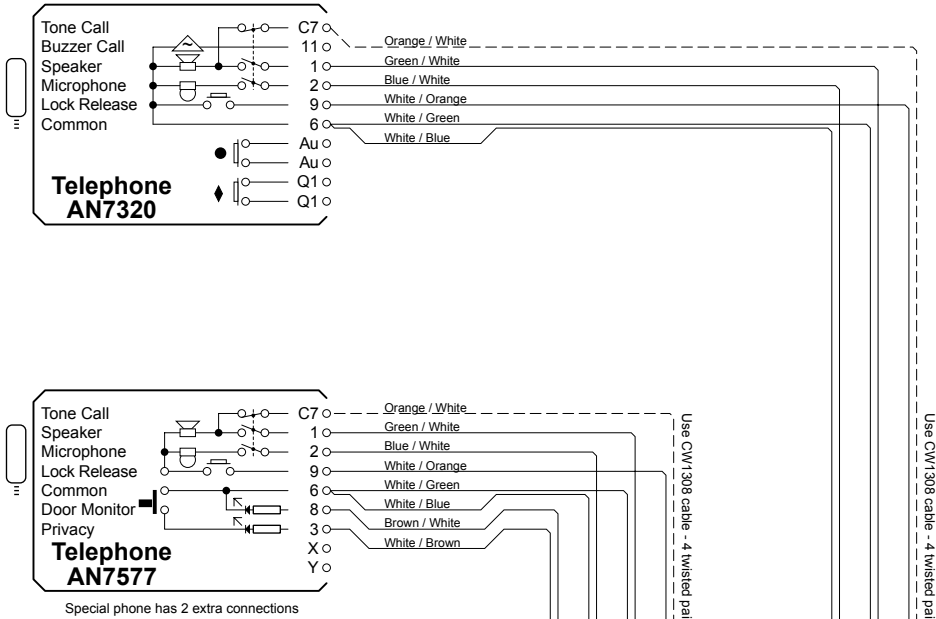 Tone Call C7
Orange / White
Buzzer Call ~ 11
Green / White
Speaker 1
Blue / White
Microphone 2
White / Orange
Lock Release 9
White / Green
Common 6
White / Blue
Au
Au
Q1
Q1
Telephone
AN7320
Tone Call C7
Orange / White
Speaker 1
Green / White
Microphone 2
Blue / White
Lock Release 9
White / Orange
Common 6
White / Green
White / Blue
Door Monitor 8
Brown / White
Privacy 3
White / Brown
X
Y
Telephone
AN7577
Special phone has 2 extra connections
Use CW1308 cable - 4 twisted pai
Use CW1308 cable - 4 twisted pai